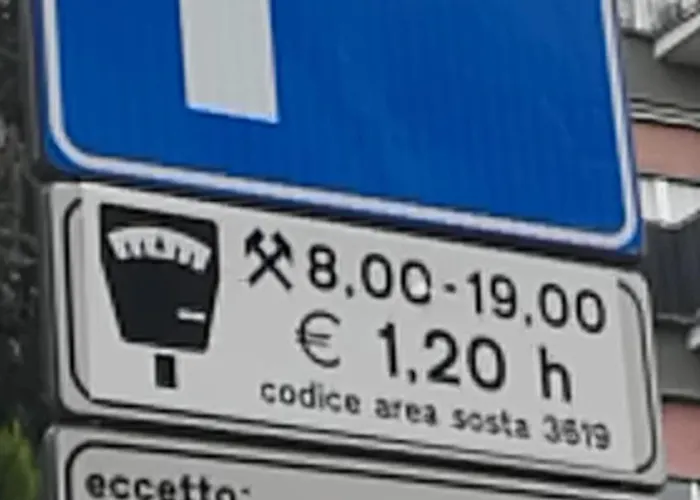 8.00-19.00
€ 1,20 h
codice area sosta 3619
eccetto: